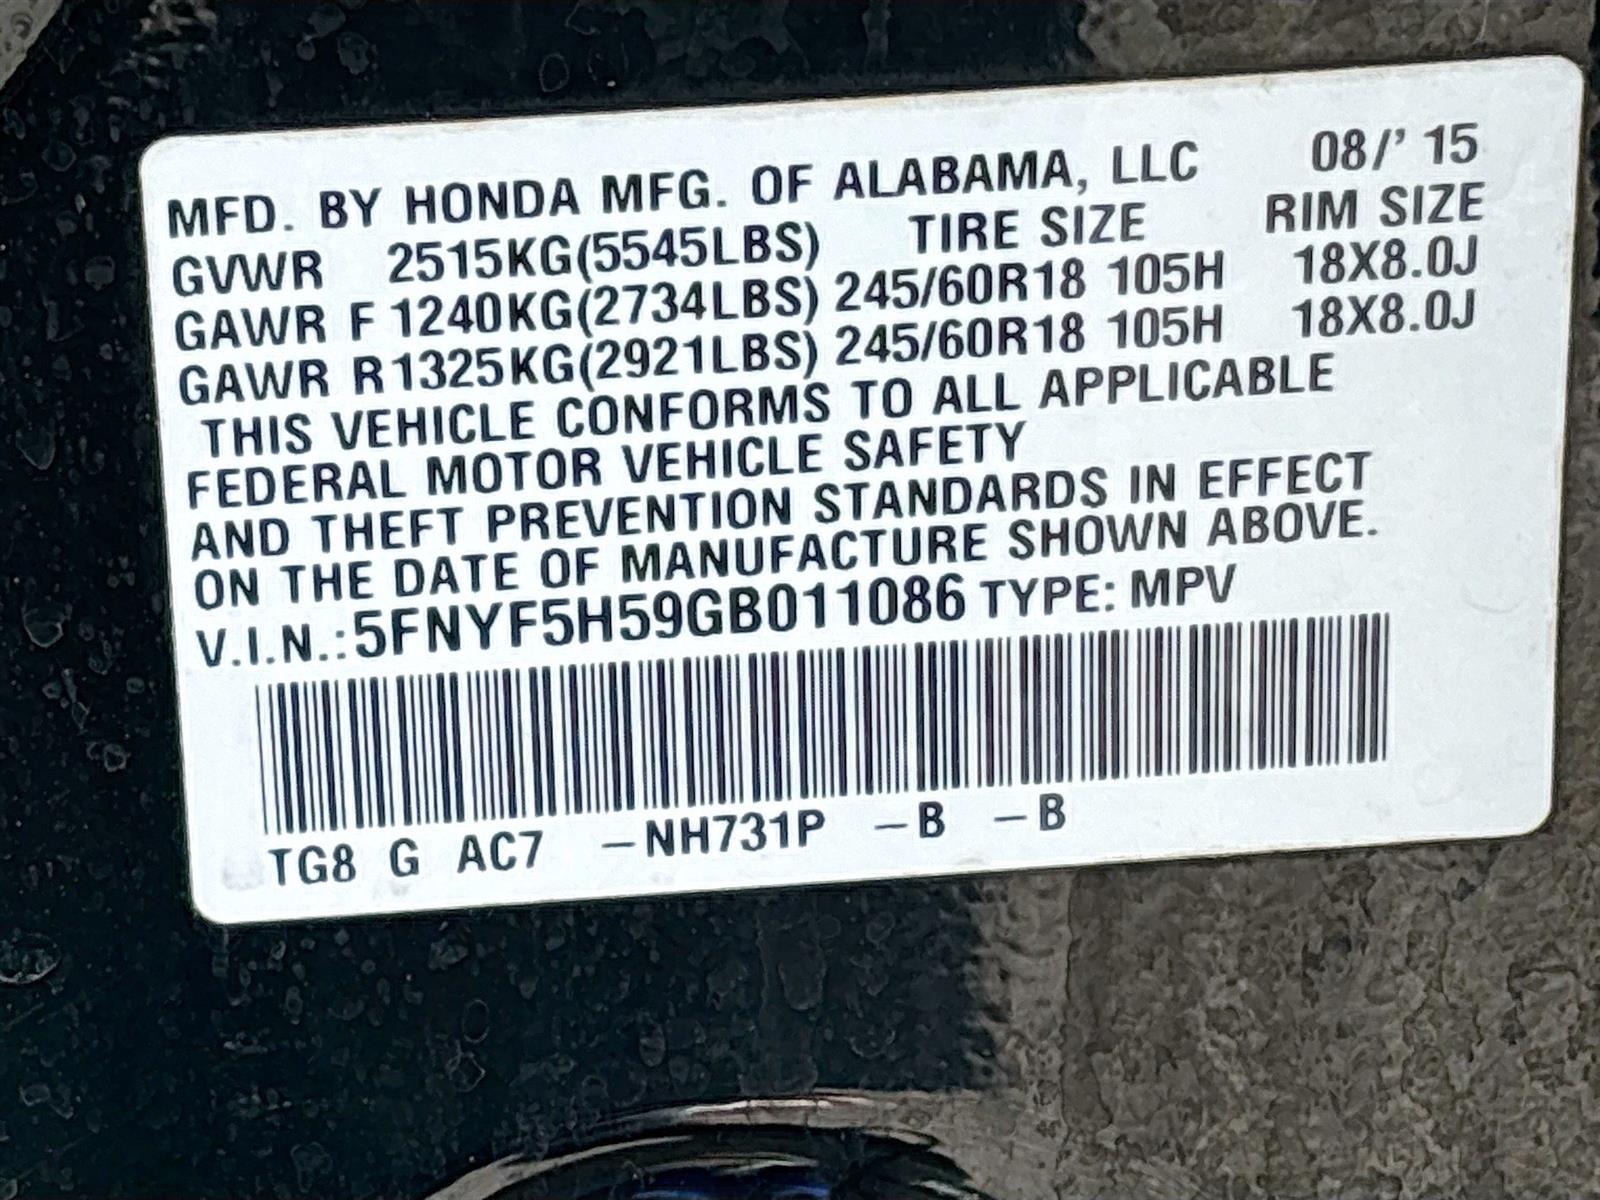 MFD. BY HONDA MFG. OF ALABAMA, LLC 08/' 15
GVWR 2515KG(5545LBS) TIRE SIZE RIM SIZE
GAWR F 1240KG(2734LBS) 245/60R18 105H 18X8.0J
GAWR R 1325KG(2921LBS) 245/60R18 105H 18X8.0J
THIS VEHICLE CONFORMS TO ALL APPLICABLE
FEDERAL MOTOR VEHICLE SAFETY
AND THEFT PREVENTION STANDARDS IN EFFECT
ON THE DATE OF MANUFACTURE SHOWN ABOVE.
V.I.N.:5FNYF5H59GB011086 TYPE: MPV
TG8 G AC7 –NH731P –B –B